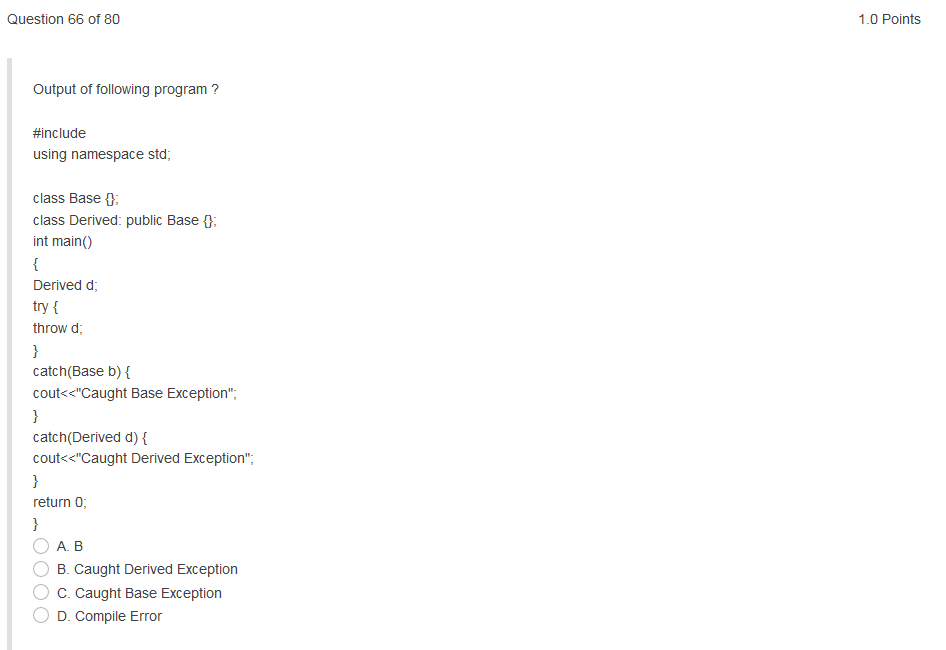 Question 66 of 80
1.0 Points
Output of following program ?
#include
using namespace std;
class Base {};
class Derived: public Base {};
int main()
{
Derived d;
try {
throw d;
}
catch(Base b) {
cout<<"Caught Base Exception";
}
catch(Derived d) {
cout<<"Caught Derived Exception";
}
return 0;
}
A. B
B. Caught Derived Exception
C. Caught Base Exception
D. Compile Error